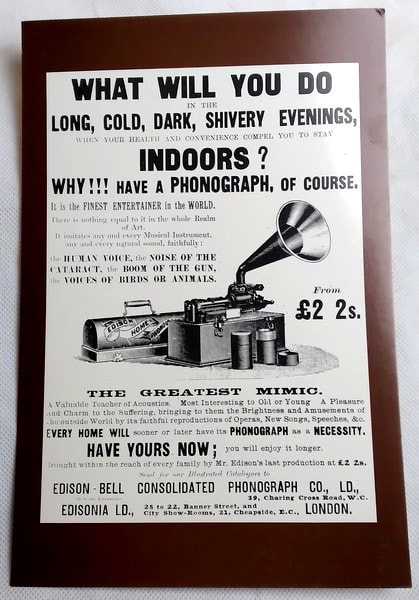 WHAT WILL YOU DO
IN THE
LONG, COLD, DARK, SHIVERY EVENINGS,
WHEN YOUR HEALTH AND CONVENIENCE COMPEL YOU TO STAY
INDOORS?
WHY!!! HAVE A PHONOGRAPH, OF COURSE.
It is the FINEST ENTERTAINER in the WORLD.
There is nothing equal to it in the whole Realm
of Art.
It imitates any and every Musical Instrument,
any and every natural sound, faithfully:
the HUMAN VOICE, the NOISE OF THE
CATARACT, the BOOM OF THE GUN,
the VOICES OF BIRDS OR ANIMALS.
From
£2 2s.
EDISON
HOME
THE GREATEST MIMIC.
A Valuable Teacher of Acoustics. Most Interesting to Old or Young A Pleasure
and Charm to the Suffering, bringing to them the Brightness and Amusements of
the outside World by its faithful reproductions of Operas, New Songs, Speeches, &c.
EVERY HOME WILL sooner or later have its PHONOGRAPH as a NECESSITY.
HAVE YOURS NOW; you will enjoy it longer.
Brought within the reach of every family by Mr. Edison's last production at £2 2s.
Send for our Illustrated Catalogues to
EDISON-BELL CONSOLIDATED PHONOGRAPH CO., LD.,
39, Charing Cross Road, W.C.
EDISONIA LD., 25 to 22, Banner Street, and
City Show-Rooms, 21, Cheapside, E.C., LONDON.